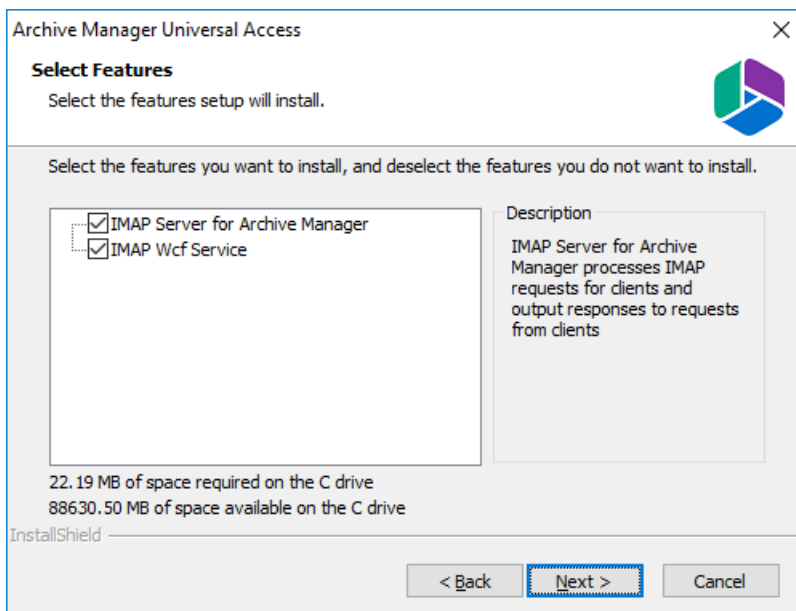 Archive Manager Universal Access
Select Features
Select the features setup will install.
Select the features you want to install, and deselect the features you do not want to install.
IMAP Server for Archive Manager
IMAP Wcf Service
Description
IMAP Server for Archive
Manager processes IMAP
requests for clients and
output responses to requests
from clients
22.19 MB of space required on the C drive
88630.50 MB of space available on the C drive
InstallShield
< Back
Next >
Cancel